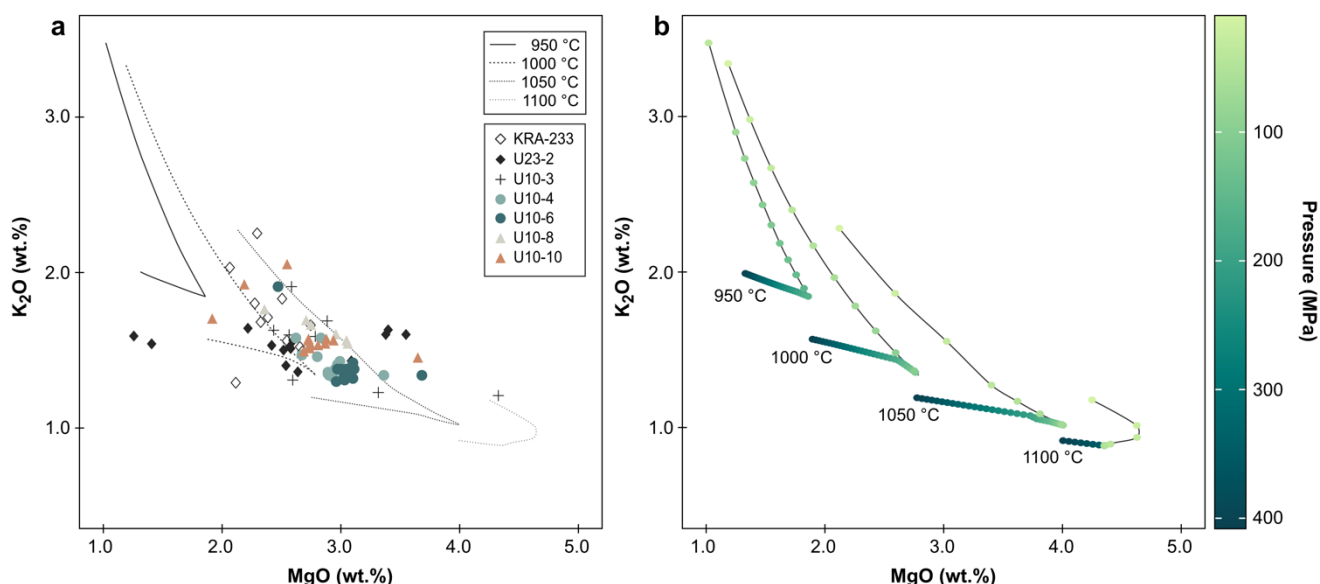 a
950 °C
1000 °C
1050 °C
1100 °C
KRA-233
U23-2
U10-3
U10-4
U10-6
U10-8
U10-10
3.0
2.0
1.0
K2O (wt.%)
1.0 2.0 3.0 4.0 5.0
MgO (wt.%)
b
3.0
2.0
1.0
K2O (wt.%)
950 °C
1000 °C
1050 °C
1100 °C
1.0 2.0 3.0 4.0 5.0
MgO (wt.%)
100
200
300
400
Pressure (MPa)